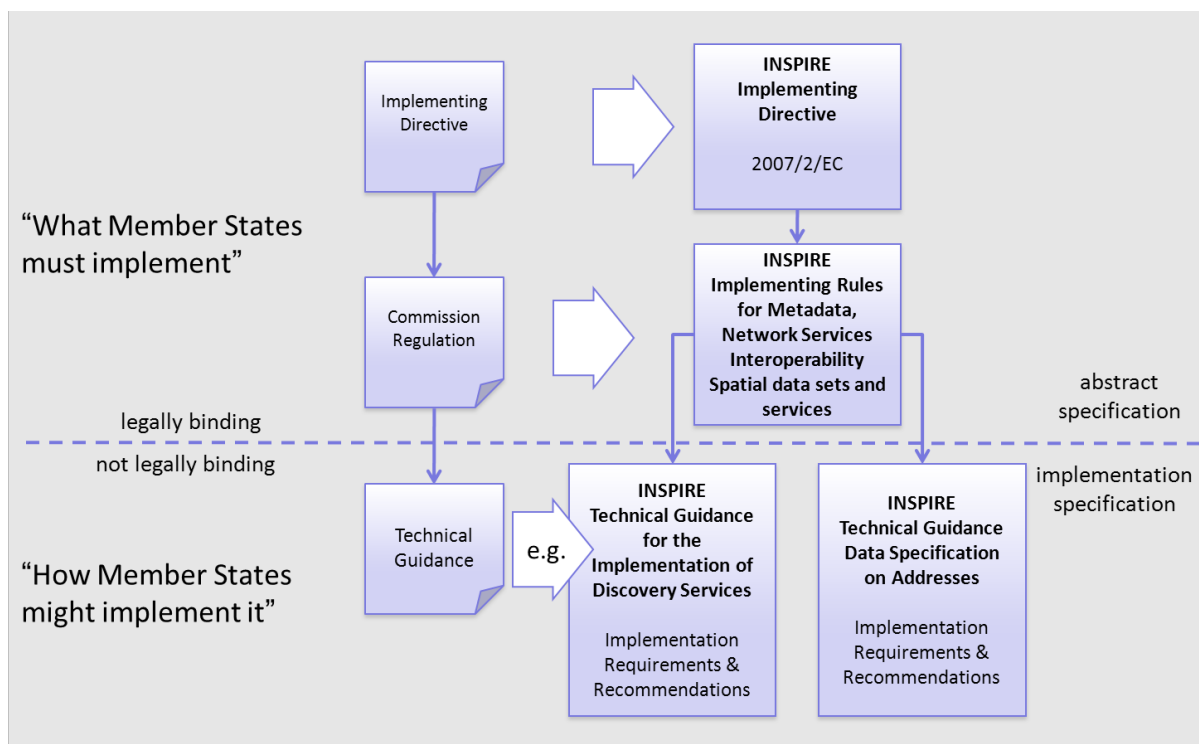 Implementing
Directive
INSPIRE
Implementing
Directive
2007/2/EC
“What Member States
must implement”
Commission
Regulation
INSPIRE
Implementing Rules
for Metadata,
Network Services
Interoperability
Spatial data sets and
services
abstract
specification
legally binding
not legally binding
implementation
specification
Technical
Guidance
e.g.
INSPIRE
Technical Guidance
for the
Implementation of
Discovery Services
Implementation
Requirements &
Recommendations
INSPIRE
Technical Guidance
Data Specification
on Addresses
Implementation
Requirements &
Recommendations
“How Member States
might implement it”